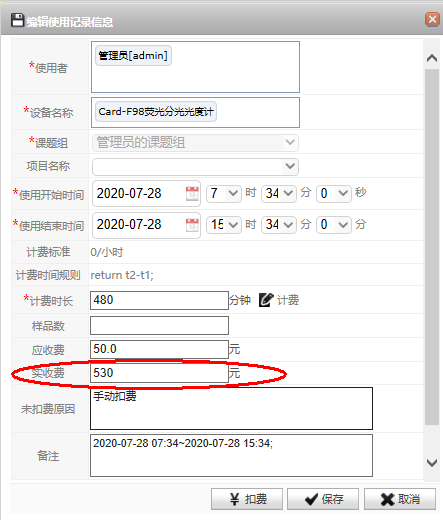 编辑使用记录信息
*使用者 管理员[admin]
*设备名称 Card-F98荧光分光光度计
*课题组 管理员的课题组
项目名称
*使用开始时间 2020-07-28 7 时 34 分 0 秒
*使用结束时间 2020-07-28 15 时 34 分 0 分
计费标准 0/小时
计费时间规则 return t2-t1;
*计费时长 480 分钟 计费
样品数
应收费 50.0 元
实收费 530 元
未扣费原因 手动扣费
备注 2020-07-28 07:34~2020-07-28 15:34;
¥ 扣费 保存 取消